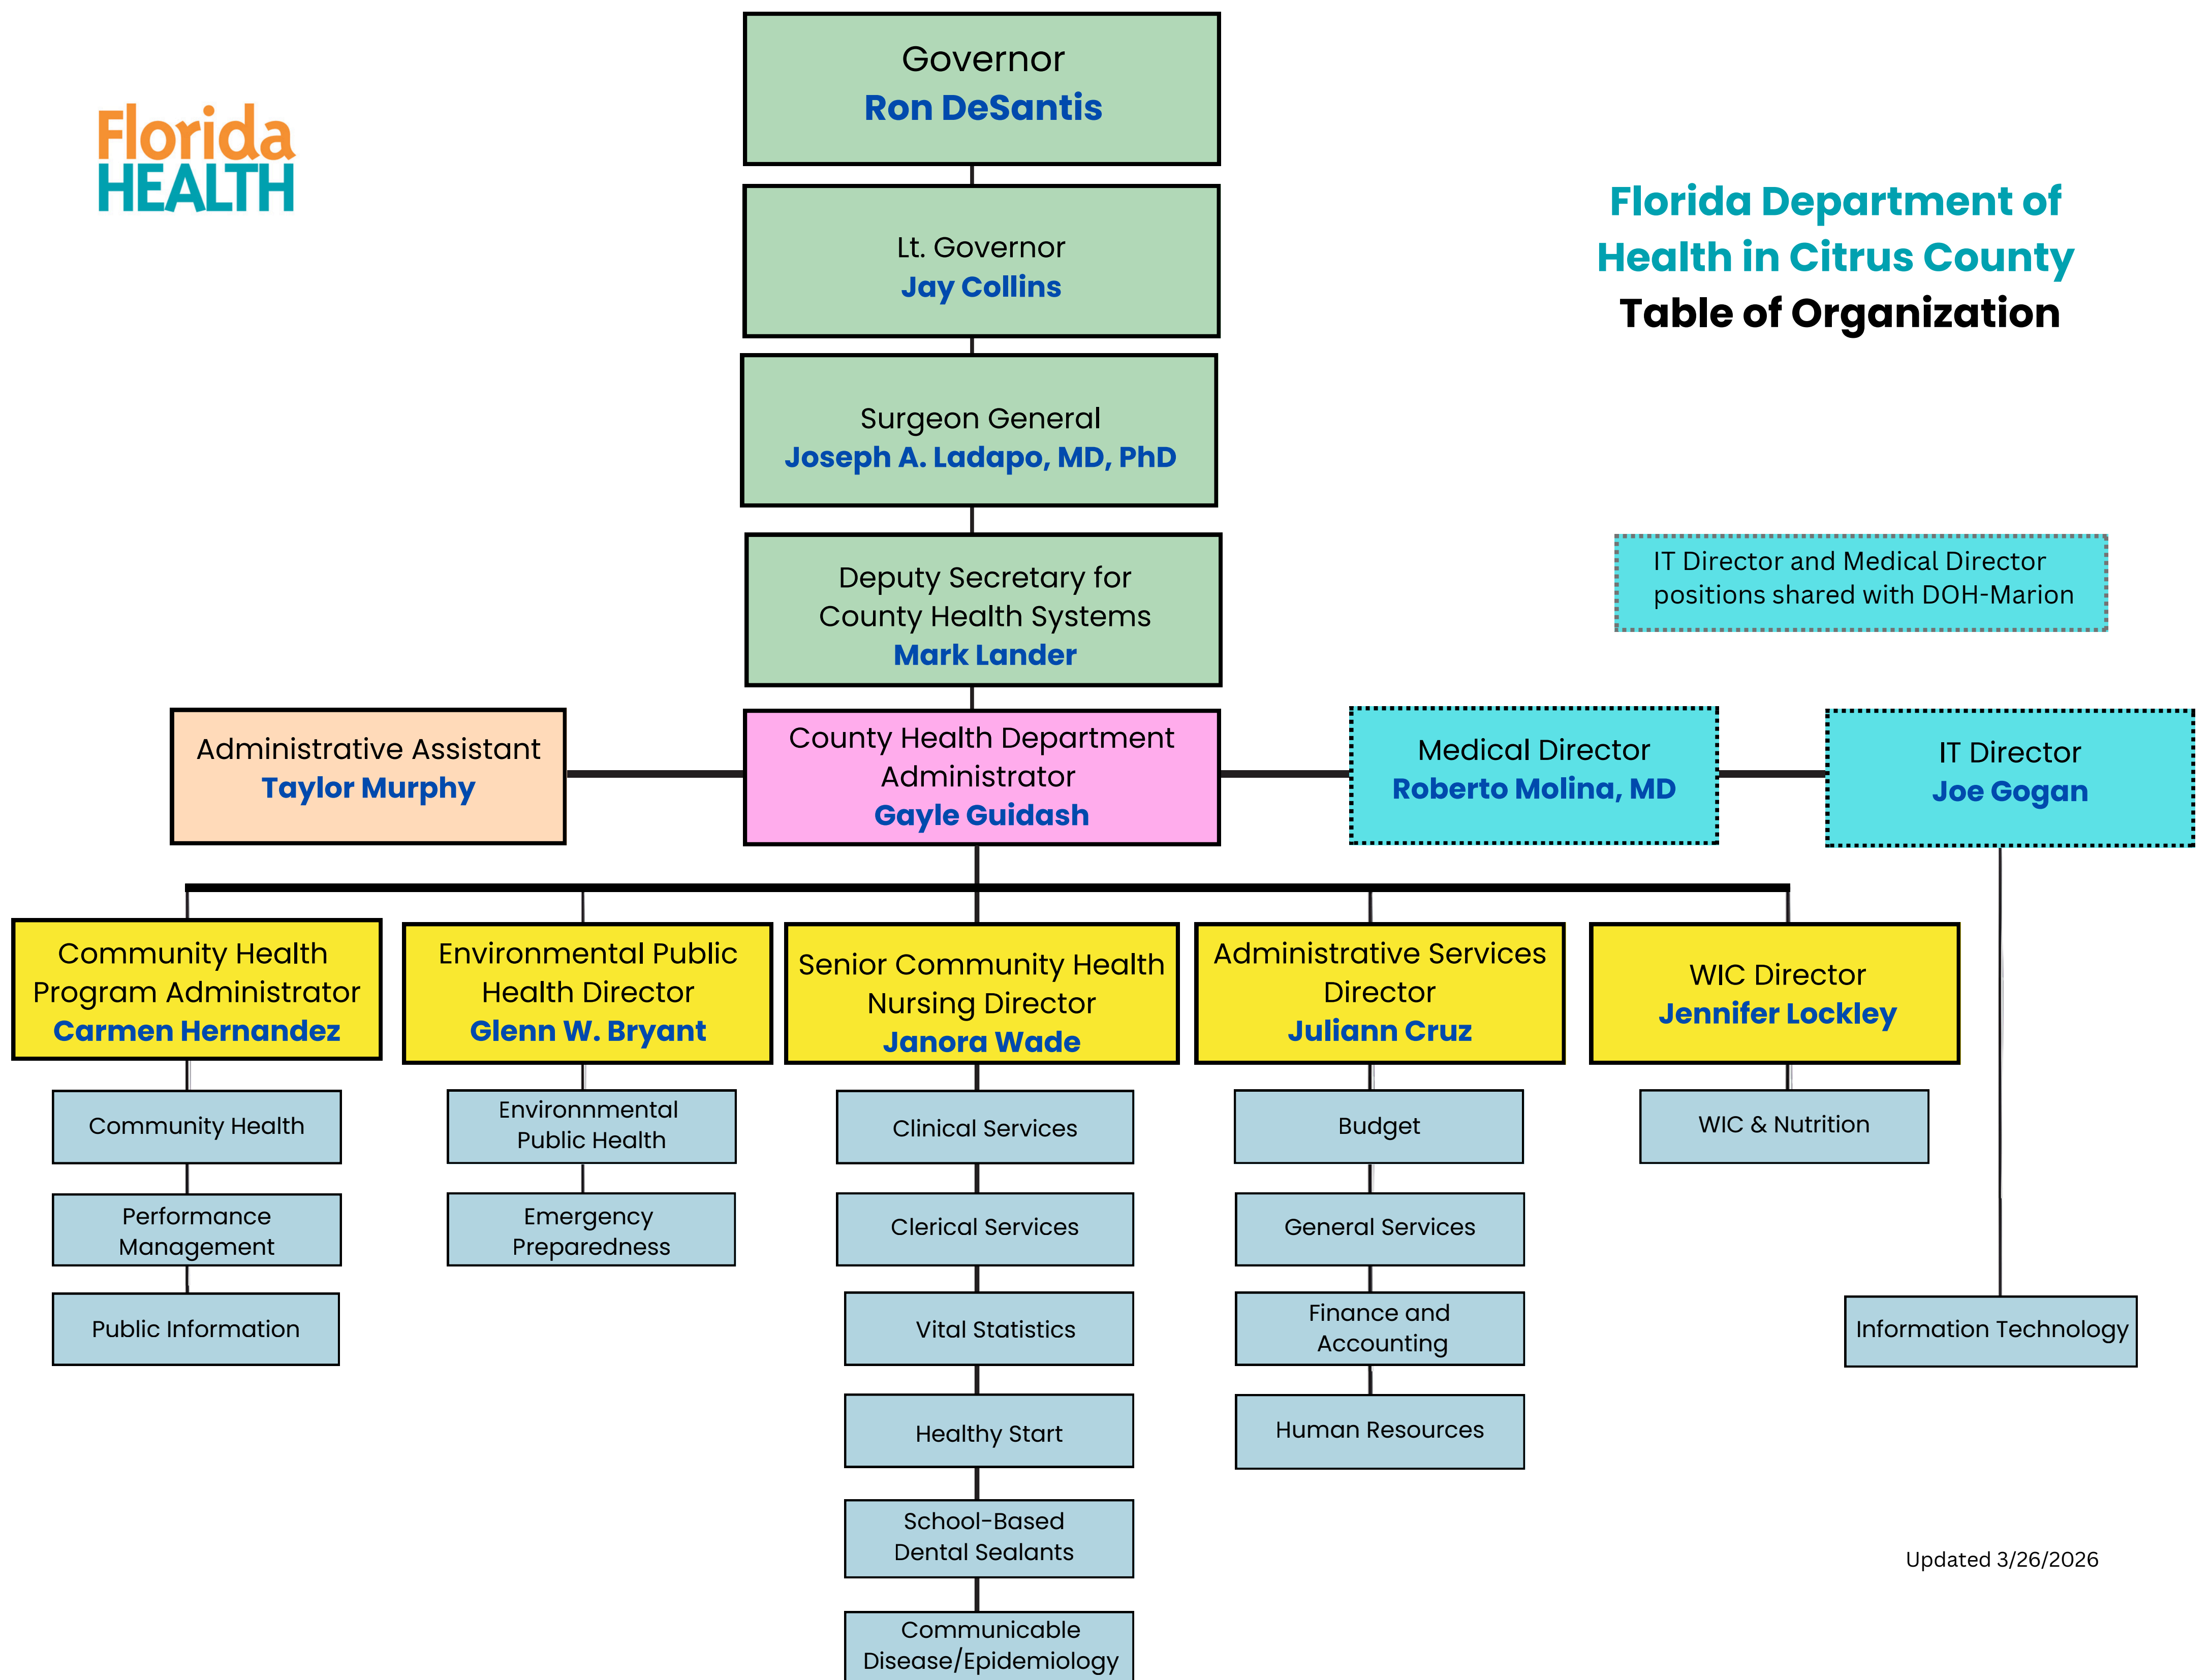 Governor
Ron DeSantis
Florida
HEALTH
Florida Department of
Health in Citrus County
Table of Organization
Lt. Governor
Jay Collins
Surgeon General
Joseph A. Ladapo, MD, PhD
Deputy Secretary for
County Health Systems
Mark Lander
IT Director and Medical Director
positions shared with DOH-Marion
Administrative Assistant
Taylor Murphy
County Health Department
Administrator
Gayle Guidash
Medical Director
Roberto Molina, MD
IT Director
Joe Gogan
Community Health
Program Administrator
Carmen Hernandez
Environmental Public
Health Director
Glenn W. Bryant
Senior Community Health
Nursing Director
Janora Wade
Administrative Services
Director
Juliann Cruz
WIC Director
Jennifer Lockley
Community Health
Performance
Management
Public Information
Environnmental
Public Health
Emergency
Preparedness
Clinical Services
Clerical Services
Vital Statistics
Healthy Start
School-Based
Dental Sealants
Communicable
Disease/Epidemiology
Budget
General Services
Finance and
Accounting
Human Resources
WIC & Nutrition
Information Technology
Updated 3/26/2026